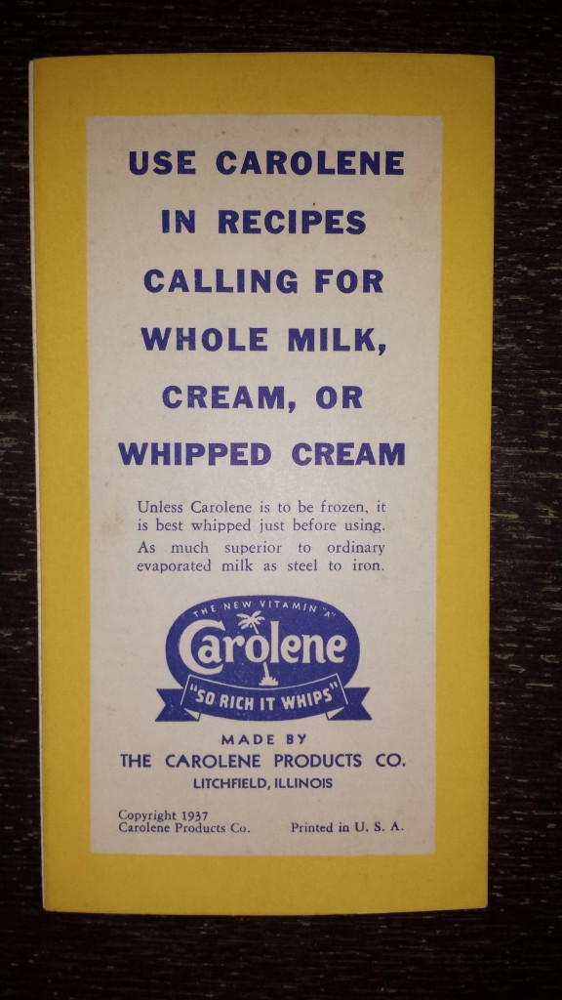 USE CAROLENE
IN RECIPES
CALLING FOR
WHOLE MILK,
CREAM, OR
WHIPPED CREAM
Unless Carolene is to be frozen, it
is best whipped just before using.
As much superior to ordinary
evaporated milk as steel to iron.
THE NEW VITAMIN "A"
Carolene
"SO RICH IT WHIPS"
MADE BY
THE CAROLENE PRODUCTS CO.
LITCHFIELD, ILLINOIS
Copyright 1937
Carolene Products Co. Printed in U. S. A.